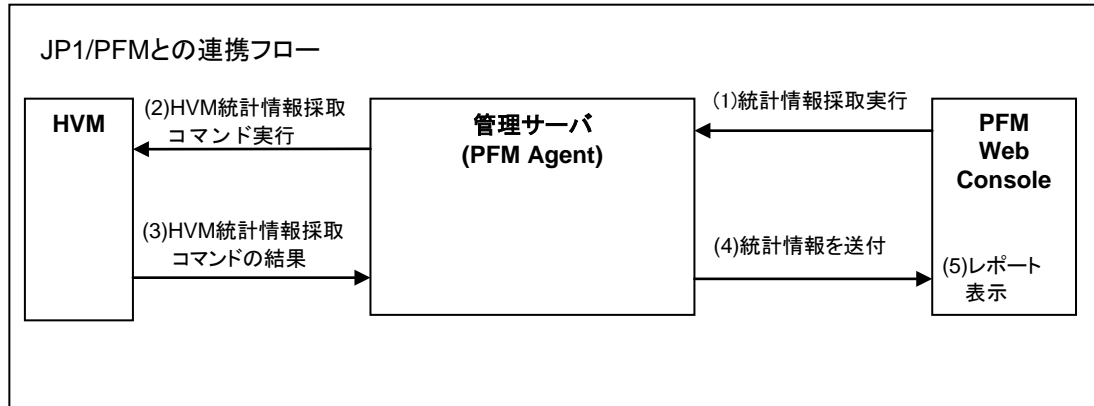 JP1/PFMとの連携フロー
HVM
(2)HVM統計情報採取
コマンド実行
(3)HVM統計情報採取
コマンドの結果
管理サーバ
(PFM Agent)
(1)統計情報採取実行
(4)統計情報を送付
PFM
Web
Console
(5)レポート
表示